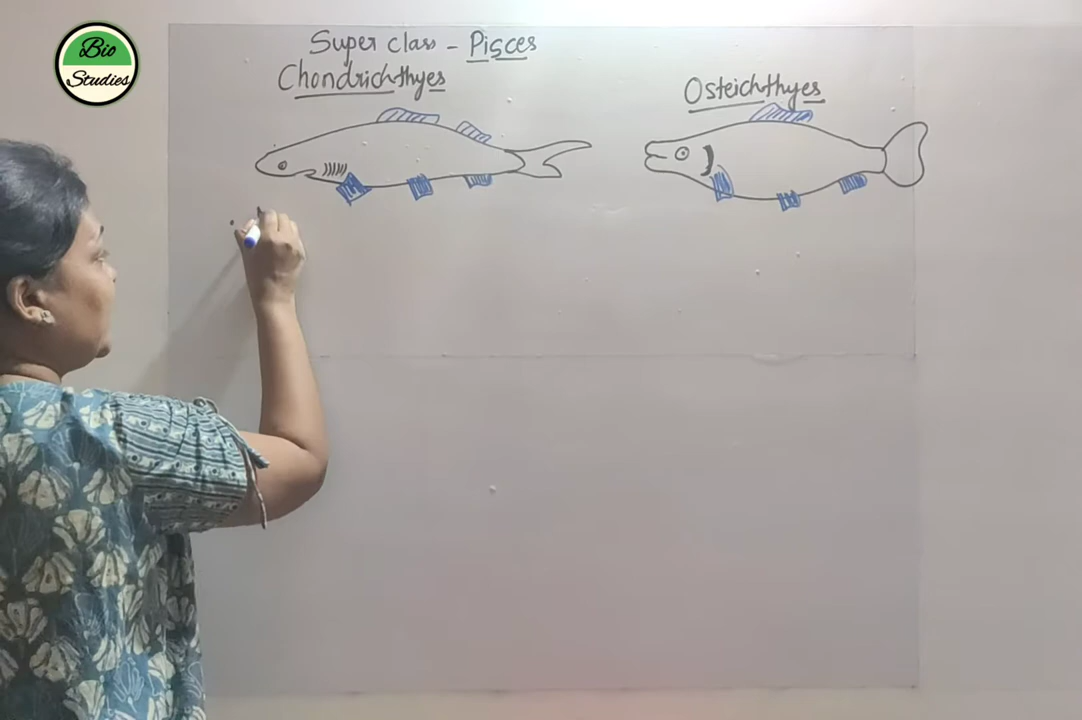 Bio
Studies
Super class - Pisces
Chondrichthyes
Osteichthyes